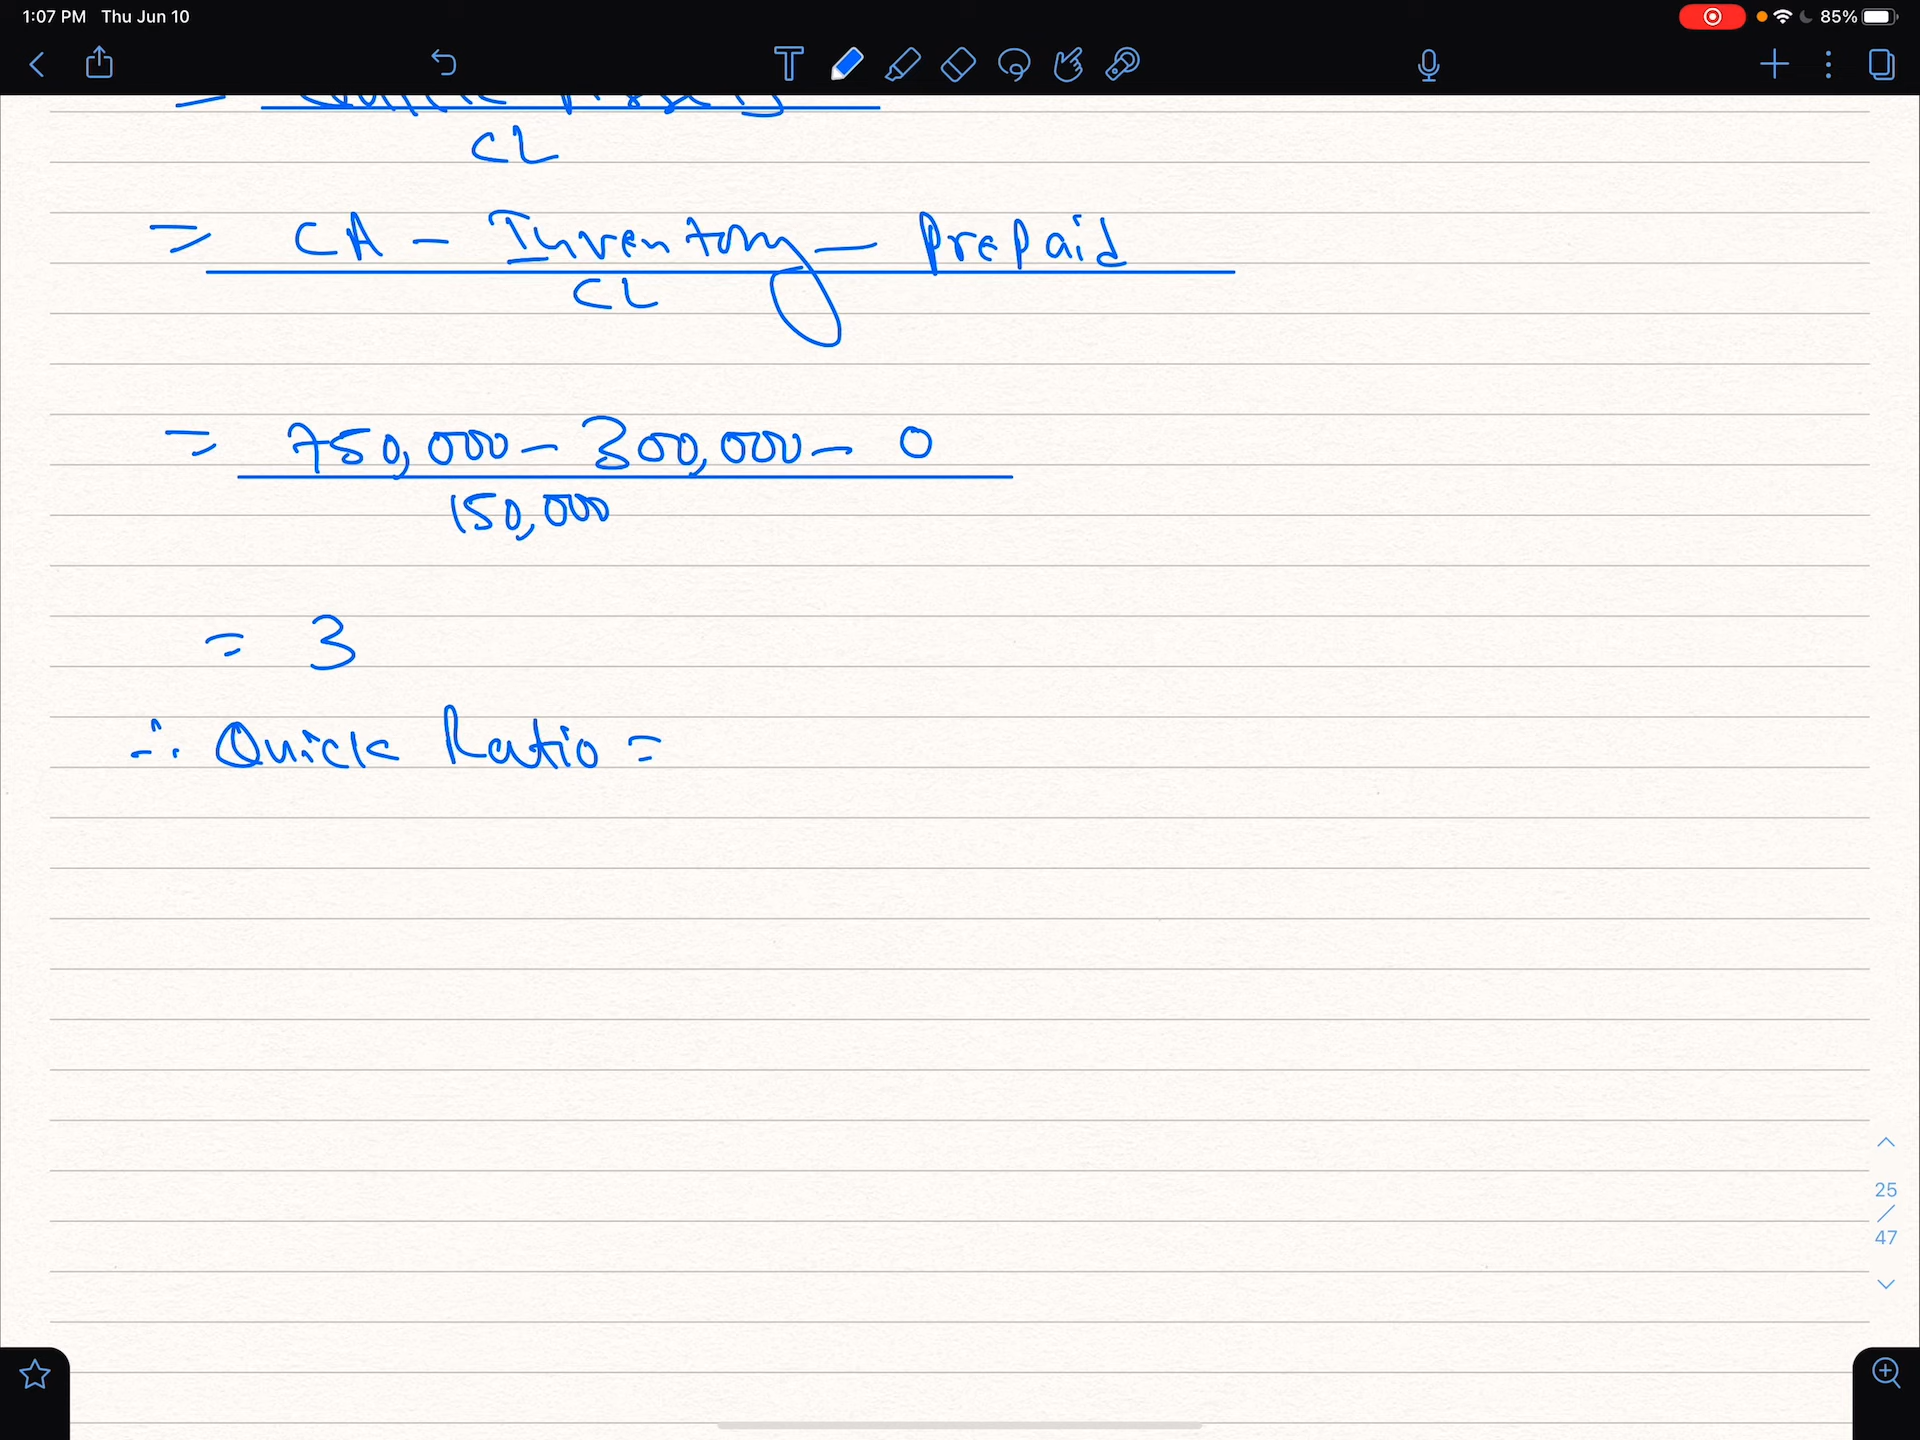 1:07 PM Thu Jun 10
85%
T
=
CL
= CA - Inventory - Prepaid
CL
= 750,000 - 300,000 - 0
150,000
= 3
∴ Quick Ratio =
25
/
47